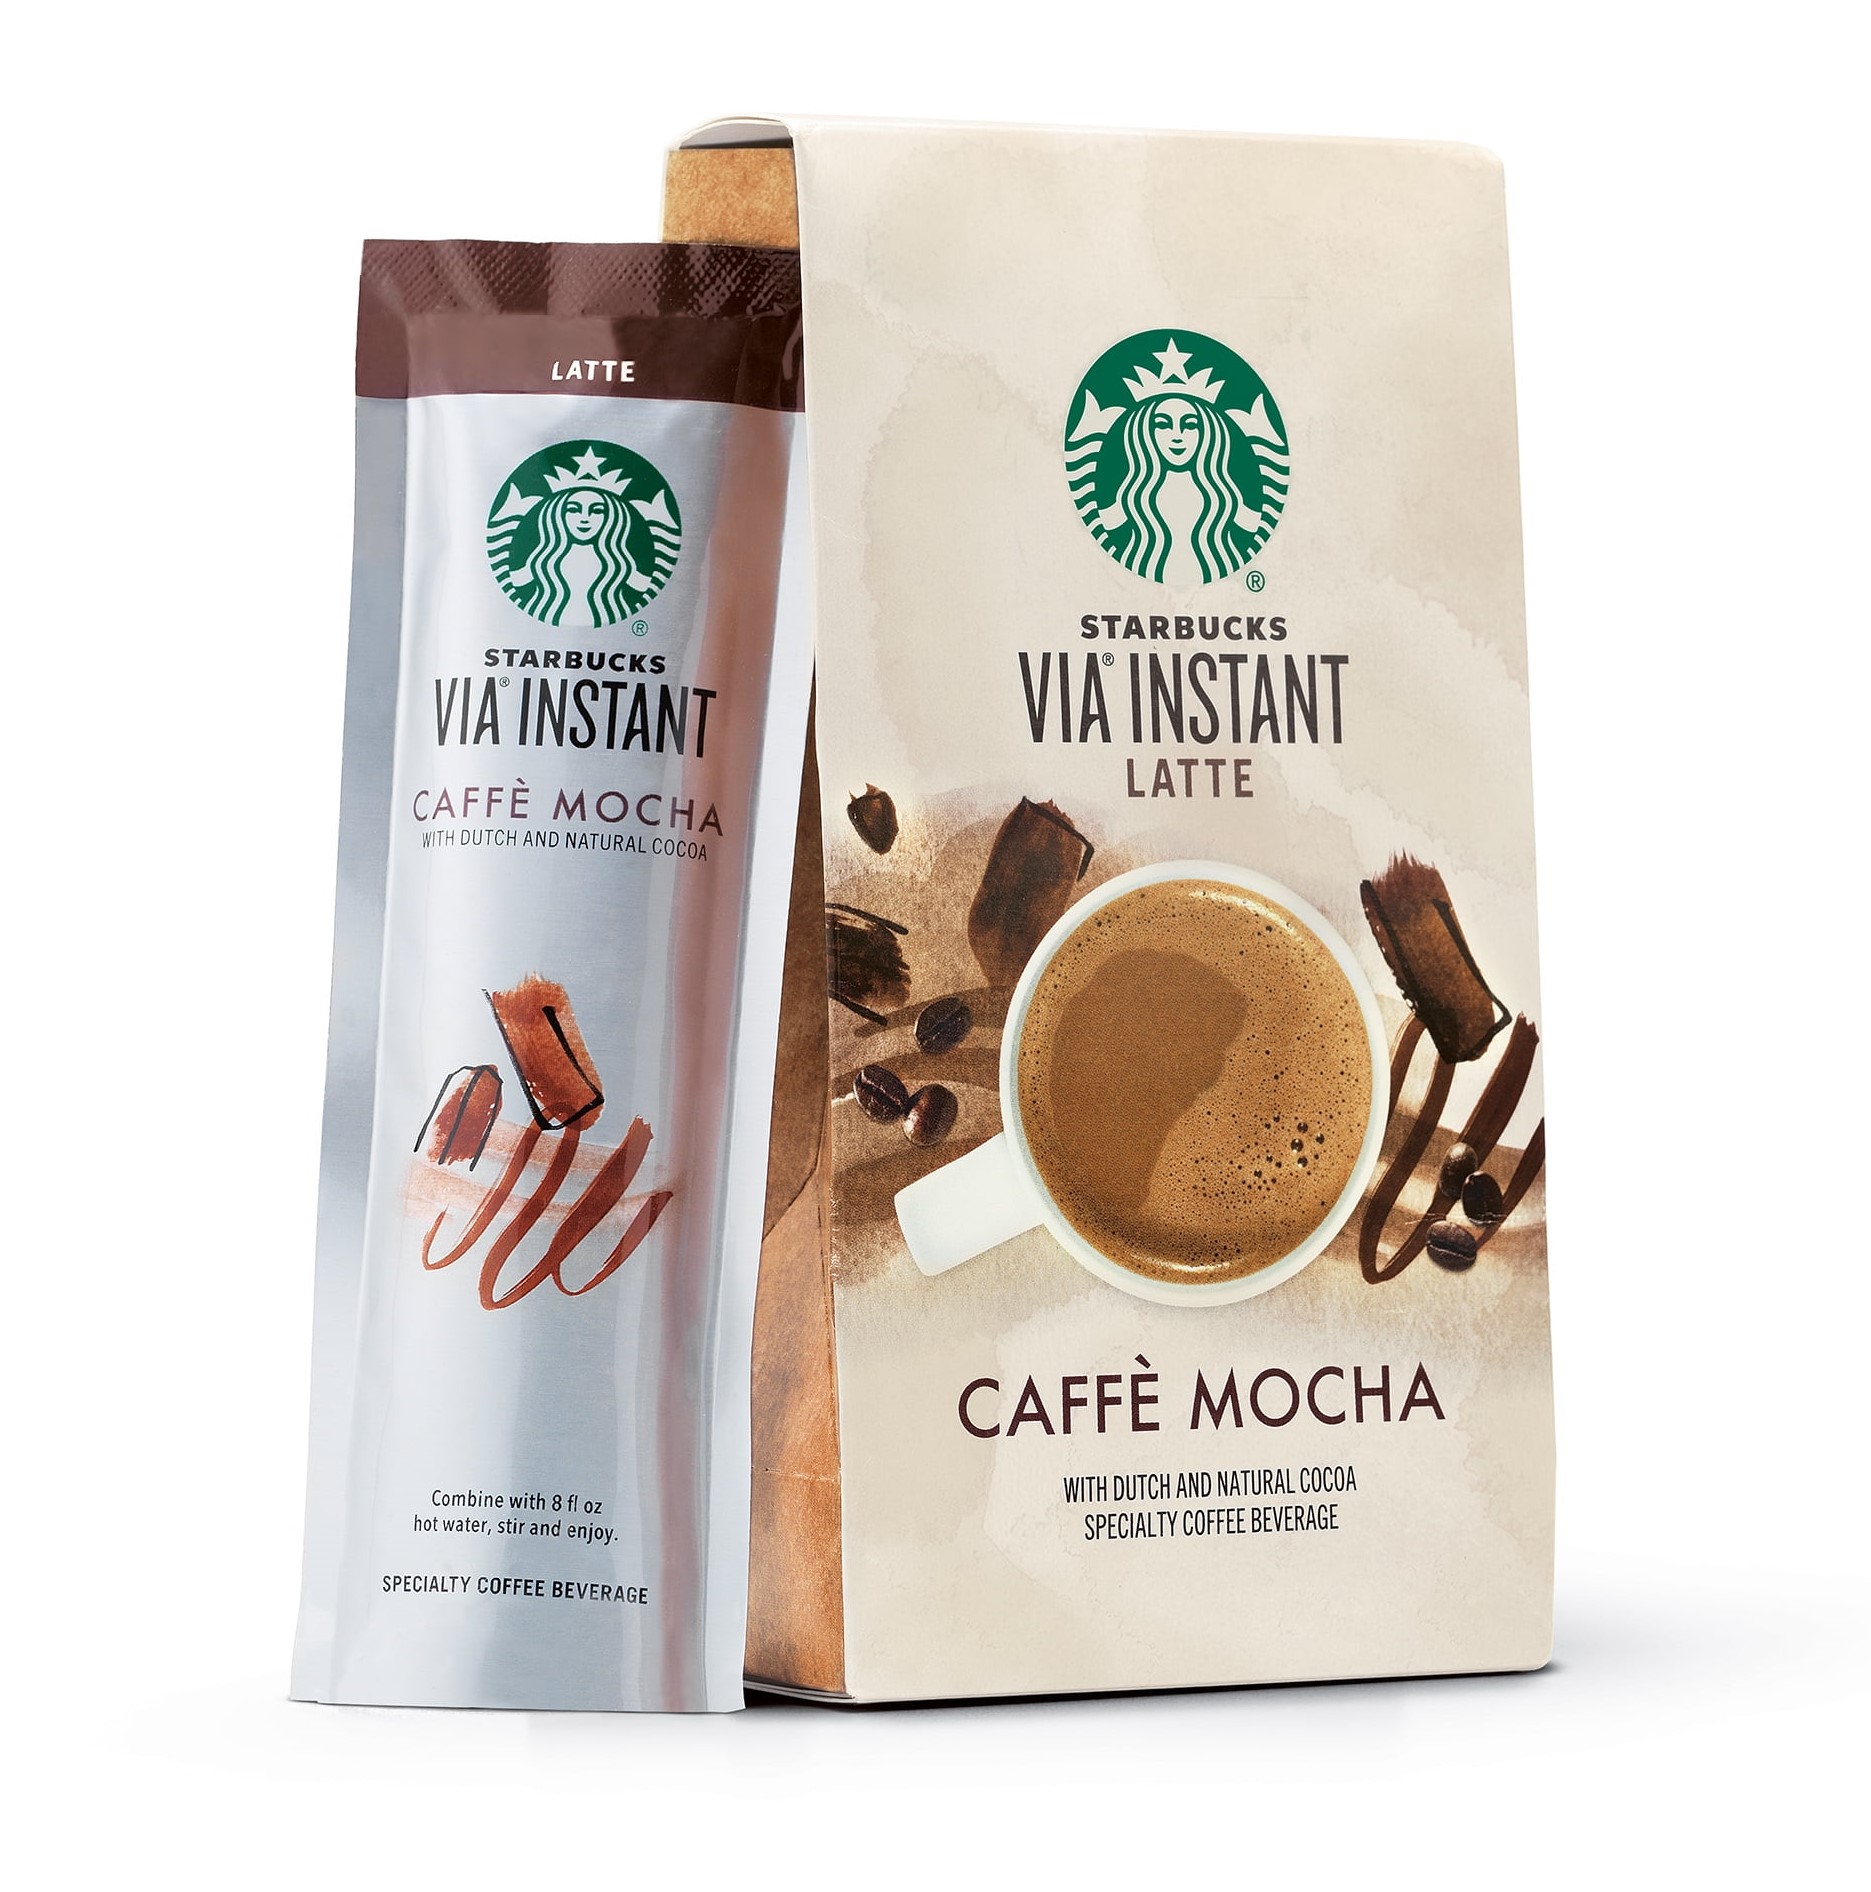 LATTE
®
STARBUCKS
VIA® INSTANT
CAFFÈ MOCHA
WITH DUTCH AND NATURAL COCOA
Combine with 8 fl oz
hot water, stir and enjoy.
SPECIALTY COFFEE BEVERAGE
®
STARBUCKS
VIA® INSTANT
LATTE
CAFFÈ MOCHA
WITH DUTCH AND NATURAL COCOA
SPECIALTY COFFEE BEVERAGE